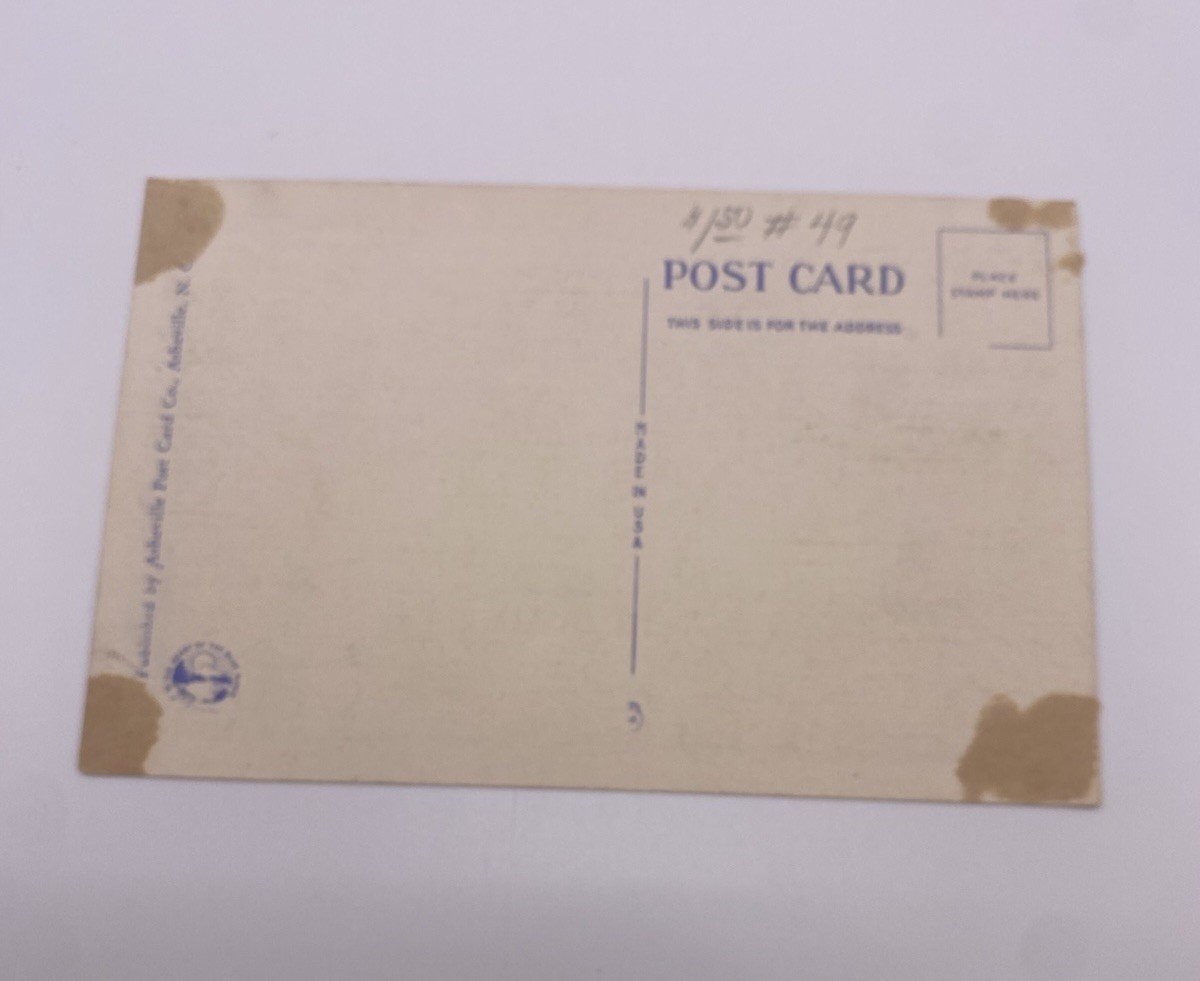 $1.50 # 49
POST CARD
THIS SIDE IS FOR THE ADDRESS
PLACE
STAMP HERE
MADE IN USA
Published by Asheville Post Card Co., Asheville, N. C